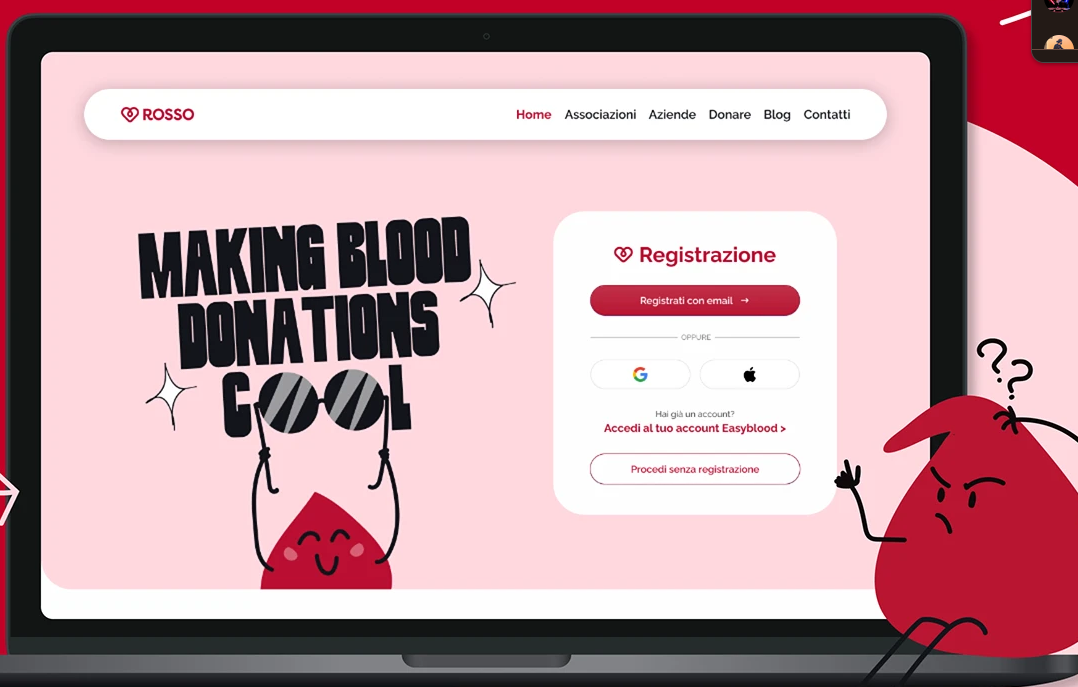 ROSSO
Home Associazioni Aziende Donare Blog Contatti
MAKING BLOOD
DONATIONS
COOL
Registrazione
Registrati con email →
OPPURE
Hai già un account?
Accedi al tuo account Easyblood >
Procedi senza registrazione
??